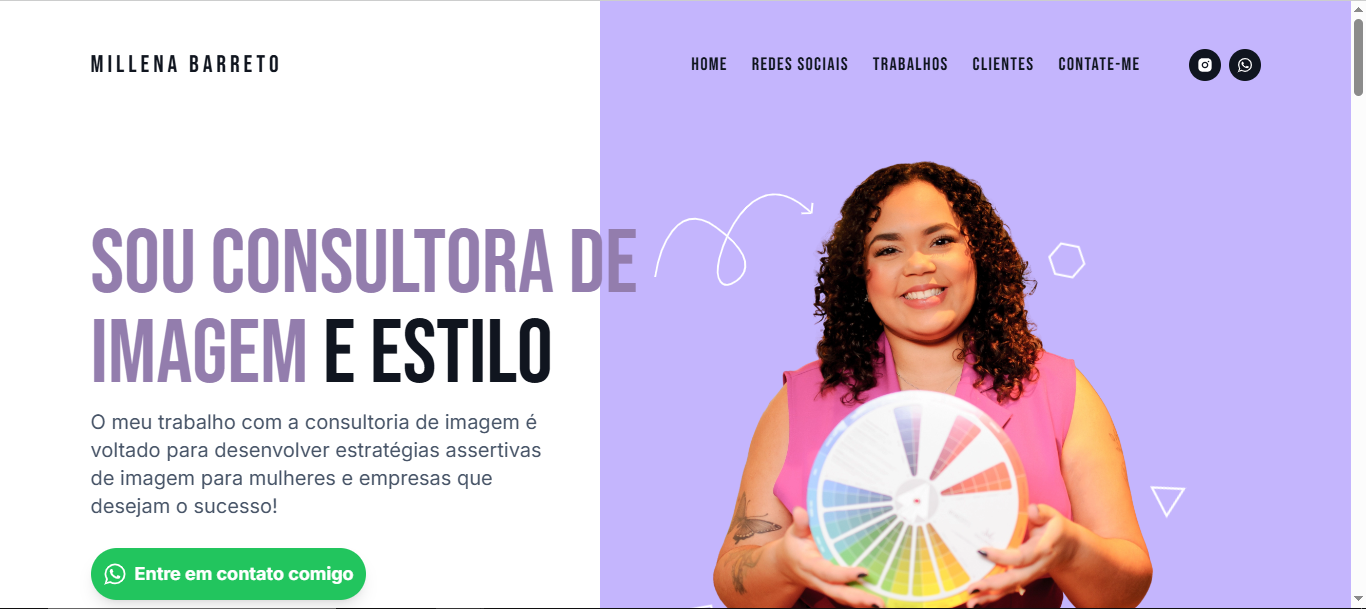 MILLENA BARRETO
HOME REDES SOCIAIS TRABALHOS CLIENTES CONTATE-ME
SOU CONSULTORA DE
IMAGEM E ESTILO
O meu trabalho com a consultoria de imagem é
voltado para desenvolver estratégias assertivas
de imagem para mulheres e empresas que
desejam o sucesso!
Entre em contato comigo